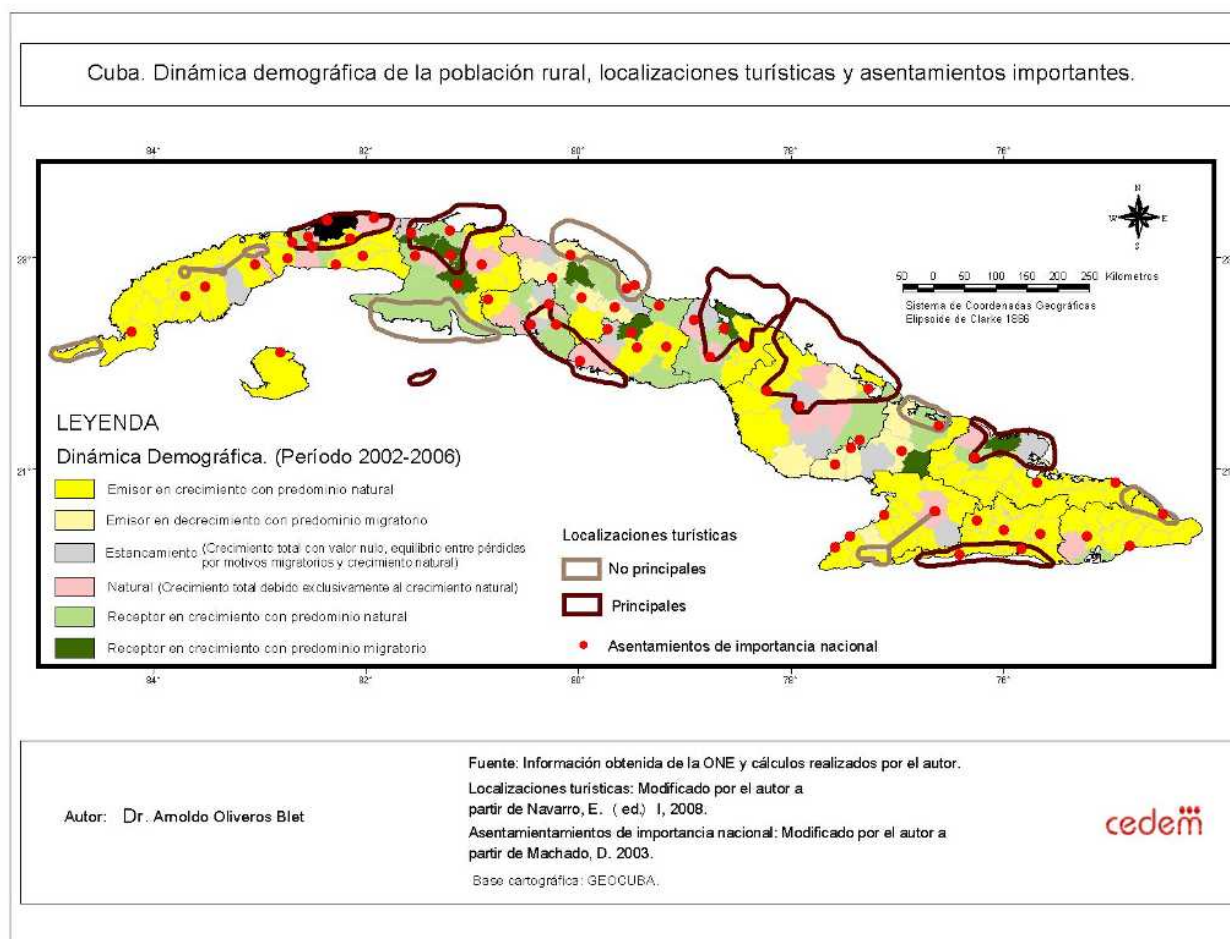 Cuba. Dinámica demográfica de la población rural, localizaciones turísticas y asentamientos importantes.
84° 82° 80° 78° 76°
N
W E
S
50 0 50 100 150 200 250 Kilometros
Sistema de Coordenadas Geográficas
Elipsoide de Clarke 1866
LEYENDA
Dinámica Demográfica. (Período 2002-2006)
Emisor en crecimiento con predominio natural
Emisor en decrecimiento con predominio migratorio
Estancamiento (Crecimiento total con valor nulo, equilibrio entre pérdidas
por motivos migratorios y crecimiento natural)
Natural (Crecimiento total debido exclusivamente al crecimiento natural)
Receptor en crecimiento con predominio natural
Receptor en crecimiento con predominio migratorio
Localizaciones turísticas
No principales
Principales
Asentamientos de importancia nacional
84° 82° 80° 78° 76°
Autor: Dr. Arnoldo Oliveros Blet
Fuente: Información obtenida de la ONE y cálculos realizados por el autor.
Localizaciones turísticas: Modificado por el autor a
partir de Navarro, E. ( ed.) I, 2008.
Asentamientamientos de importancia nacional: Modificado por el autor a
partir de Machado, D. 2003.
Base cartográfica: GEOCUBA.
cedem